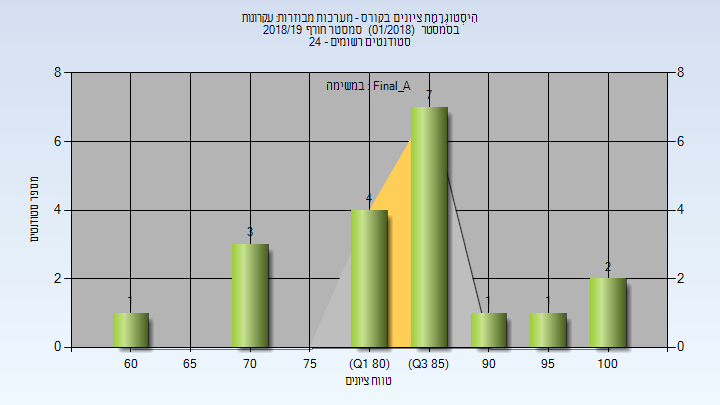 היסטוגרמת ציונים בקורס - מערכות מבוזרות: עקרונות
בסמסטר (01/2018) סמסטר חורף 2018/19
סטודנטים רשומים - 24
במשימה : Final_A
8 8
6 6
4 4
2 2
0 0
1 3 4 7 1 1 2
מספר סטודנטים
60 65 70 75 (Q1 80) (Q3 85) 90 95 100
טווח ציונים